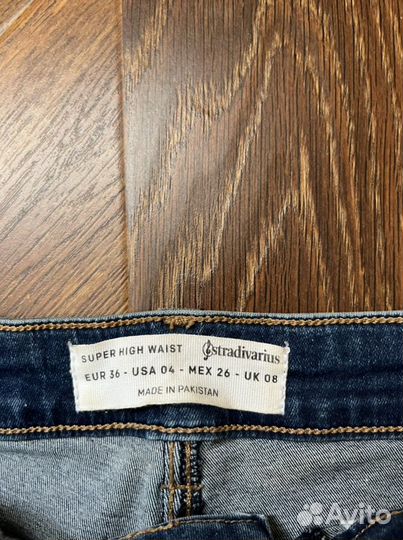 SUPER HIGH WAIST stradivarius
EUR 36 - USA 04 - MEX 26 - UK 08
MADE IN PAKISTAN
Avito